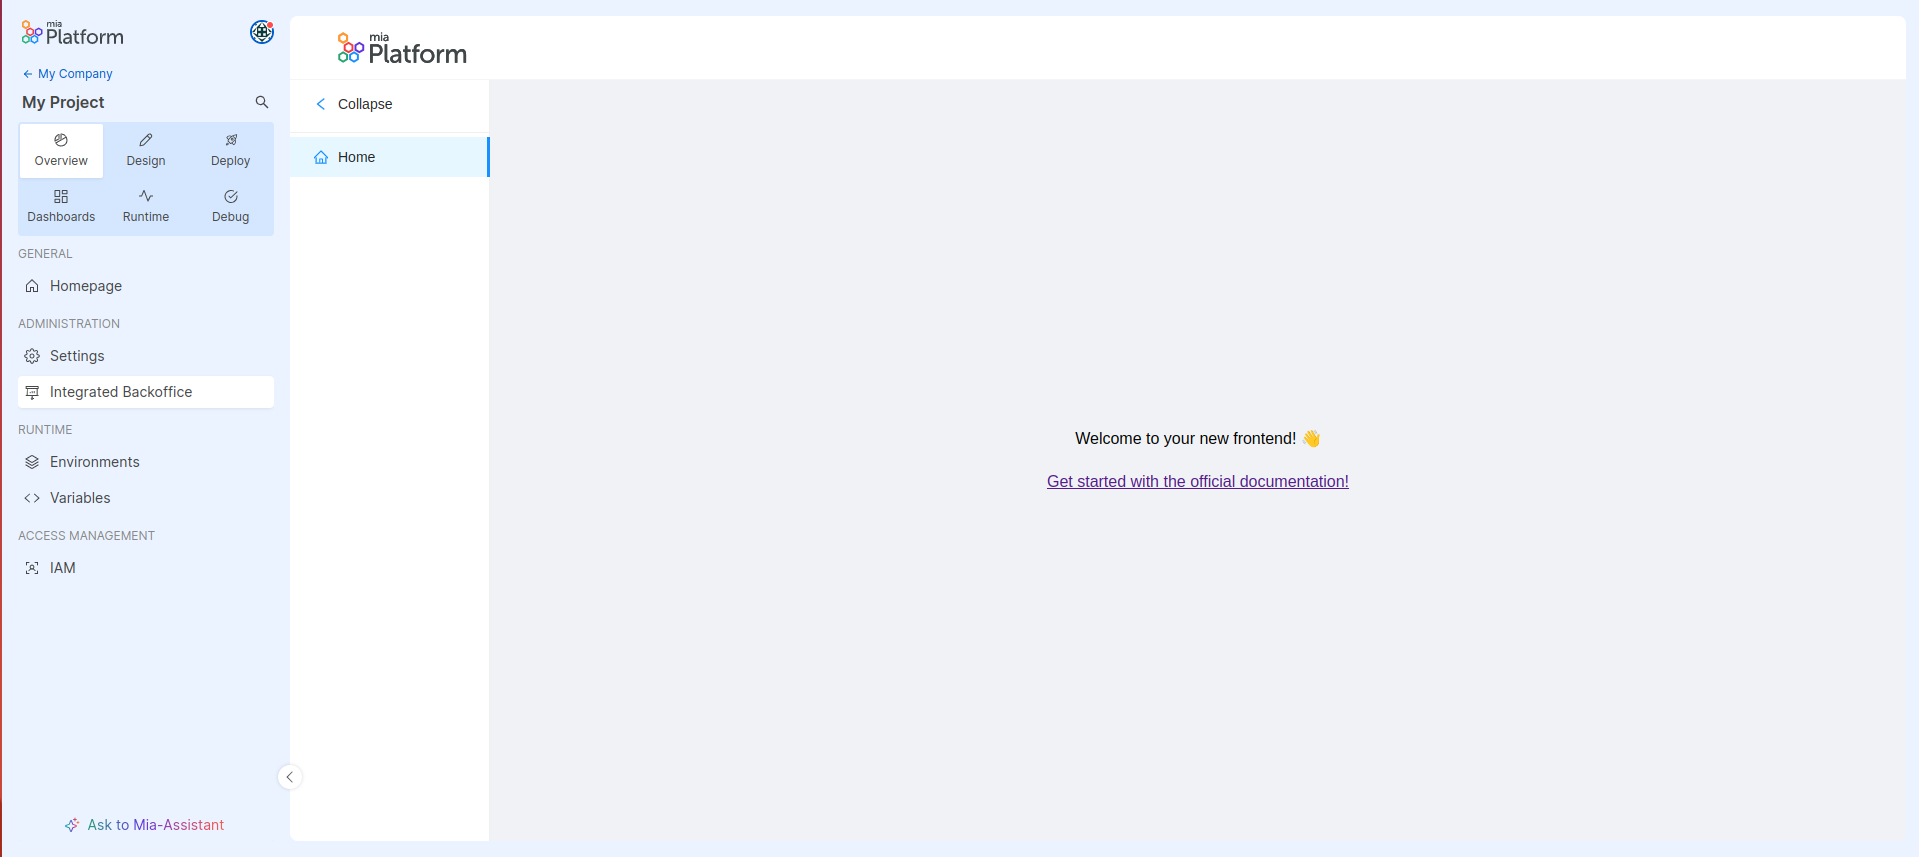 mia
Platform
My Company
My Project
Overview
Design
Deploy
Dashboards
Runtime
Debug
GENERAL
Homepage
ADMINISTRATION
Settings
Integrated Backoffice
RUNTIME
Environments
Variables
ACCESS MANAGEMENT
IAM
Ask to Mia-Assistant
mia
Platform
Collapse
Home
Welcome to your new frontend! 👋
Get started with the official documentation!